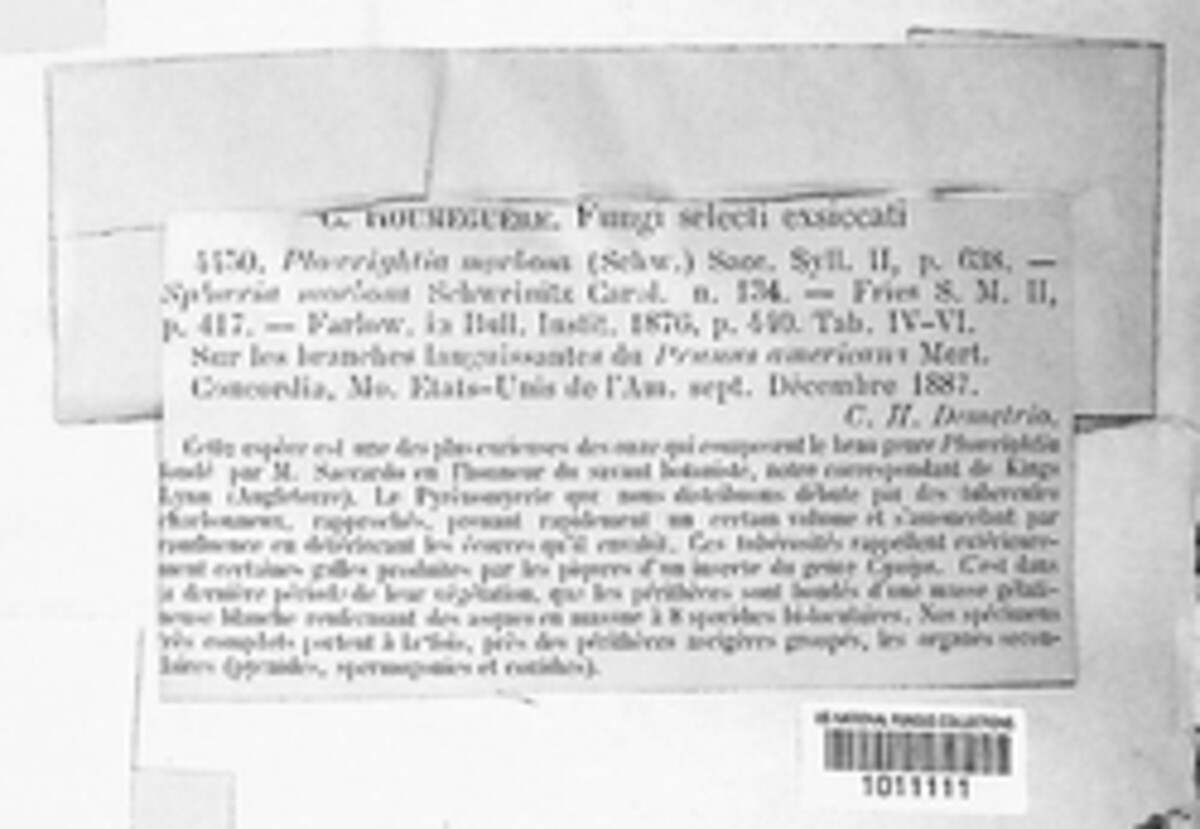 G. ROUMEGUÈRE. Fungi selecti exsiccati
4450. Plowrightia morbosa (Schw.) Sacc. Syll. II, p. 638. —
Spheria morbosa Schweinitz Carol. n. 134. — Fries S. M. II,
p. 417. — Farlow, in Bull. Instit. 1876, p. 440. Tab. IV-VI.
Sur les branches languissantes du Prunus americana Mert.
Concordia, Mo. Etats-Unis de l'Am. sept. Décembre 1887.
C. H. Demetrio.
Cette espèce est une des plus curieuses des onze qui composent le beau genre Plowrightia
fondé par M. Saccardo en l'honneur du savant botaniste, notre correspondant de Kings
Lynn (Angleterre). Le Pyrénomycète que nous distribuons débute par des tubercules
charbonneux, rapprochés, prenant rapidement un certain volume et s'amoncelant par
confluence en détériorant les écorces qu'il envahit. Ces tubérosités rappellent extérieure-
ment certaines galles produites par les piqures d'un insecte du genre Cynips. C'est dans
la dernière période de leur végétation, que les périthèces sont bondés d'une masse gélati-
neuse blanche renfermant des asques en massue à 8 sporidies bi-loculaires. Nos spécimens
très complets portent à la fois, près des périthèces ascigères groupés, les organes secon-
daires (pycnides, spermogonies et conidies).
US NATIONAL FUNGUS COLLECTIONS
1011111